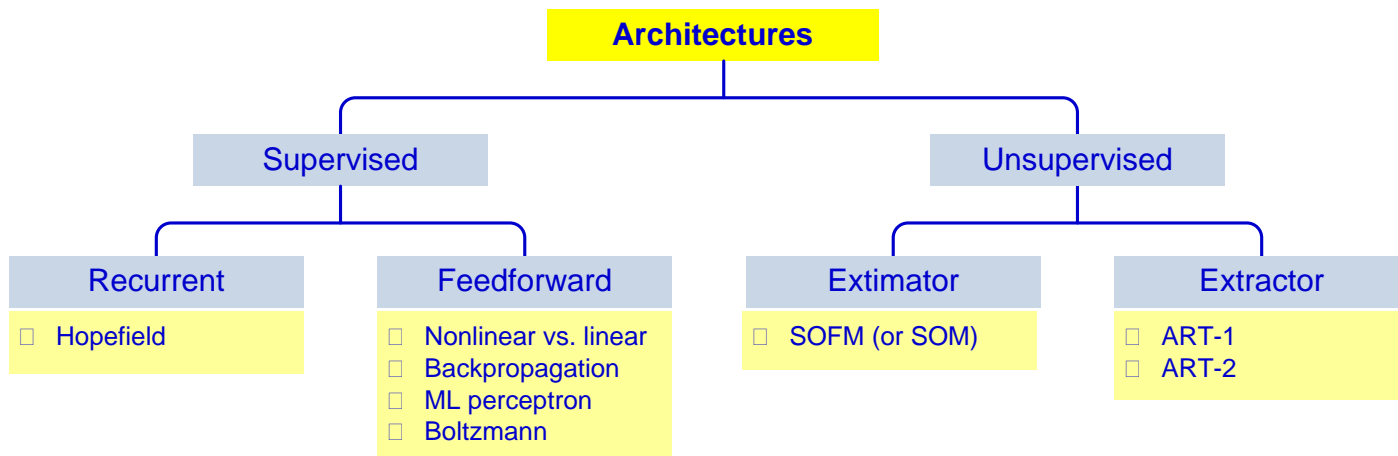 Architectures
Supervised
Unsupervised
Recurrent
Hopefield
Feedforward
Nonlinear vs. linear
Backpropagation
ML perceptron
Boltzmann
Extimator
SOFM (or SOM)
Extractor
ART-1
ART-2